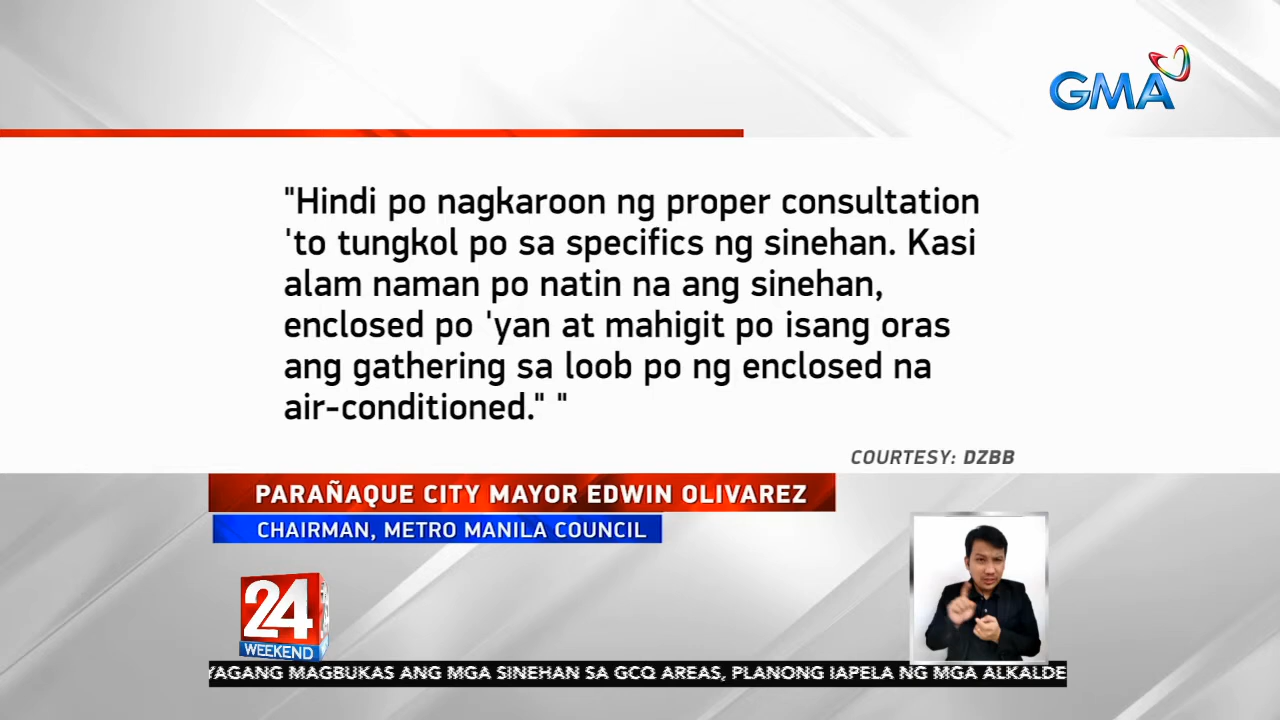 GMA
"Hindi po nagkaroon ng proper consultation
'to tungkol po sa specifics ng sinehan. Kasi
alam naman po natin na ang sinehan,
enclosed po 'yan at mahigit po isang oras
ang gathering sa loob po ng enclosed na
air-conditioned." "
COURTESY: DZBB
PARAÑAQUE CITY MAYOR EDWIN OLIVAREZ
CHAIRMAN, METRO MANILA COUNCIL
24
WEEKEND
YAGANG MAGBUKAS ANG MGA SINEHAN SA GCQ AREAS, PLANONG IAPELA NG MGA ALKALDE